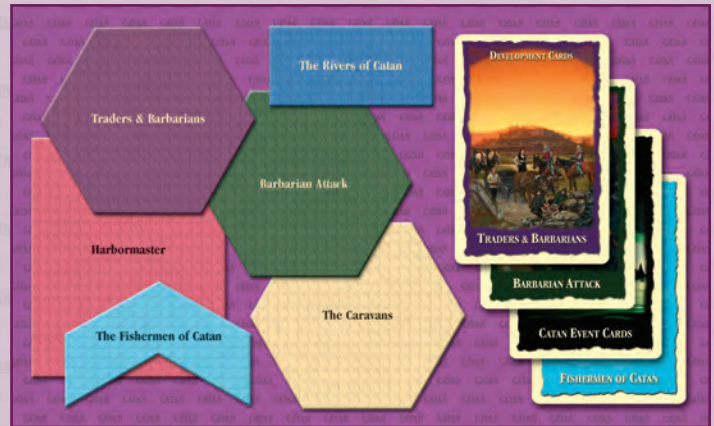 The Rivers of Catan
Traders & Barbarians
Barbarian Attack
Harbormaster
The Caravans
The Fishermen of Catan
DEVELOPMENT CARDS
TRADERS & BARBARIANS
BARBARIAN ATTACK
CATAN EVENT CARDS
FISHERMEN OF CATAN